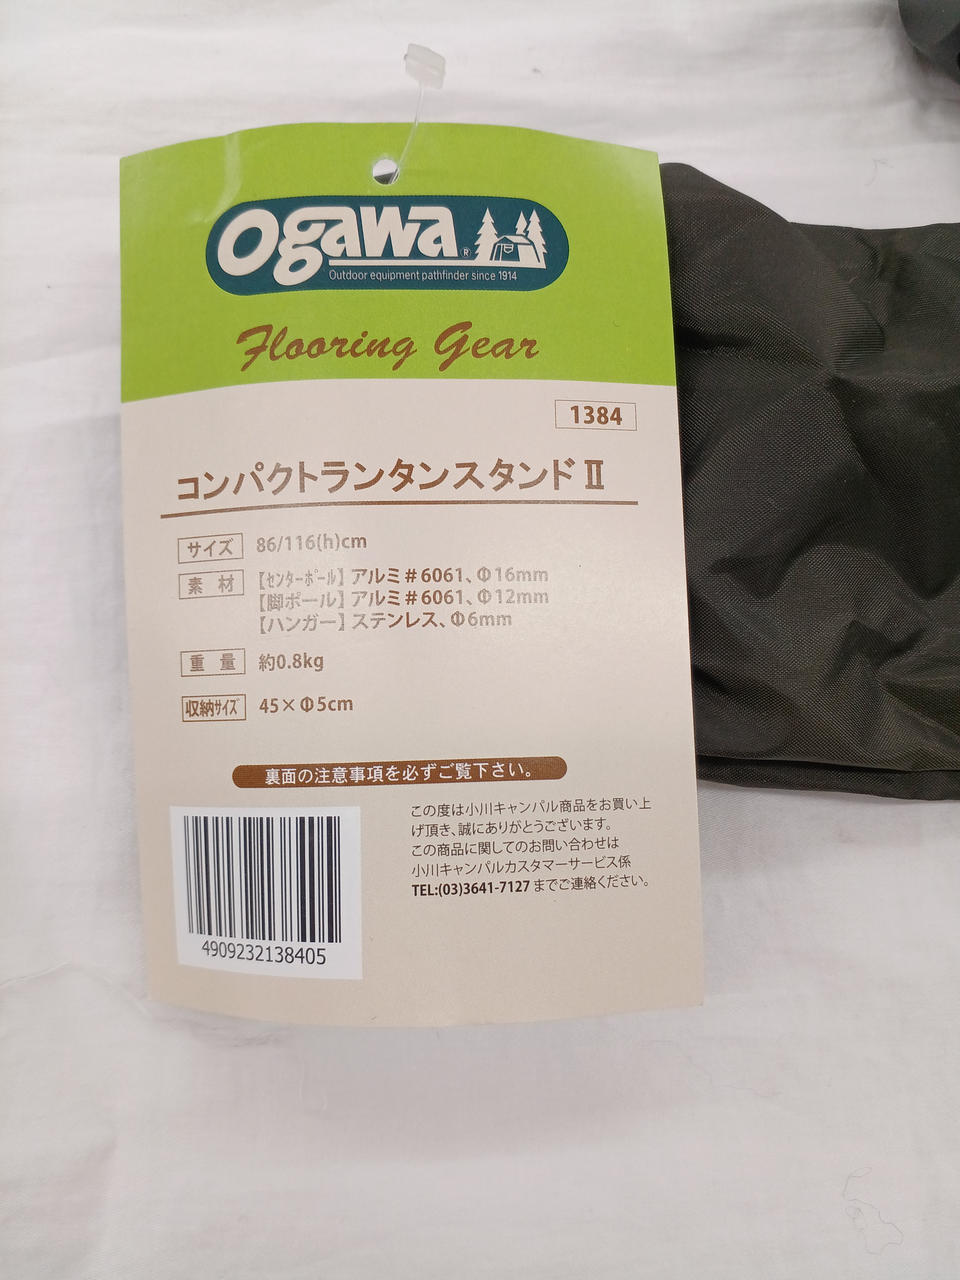 Ogawa®
Outdoor equipment pathfinder since 1914
Flooring Gear
1384
コンパクトランタンスタンドⅡ
サイズ 86/116(h)cm
素材 【センターポール】アルミ＃6061、Φ16mm
【脚ポール】アルミ＃6061、Φ12mm
【ハンガー】ステンレス、Φ6mm
重量 約0.8kg
収納サイズ 45×Φ5cm
裏面の注意事項を必ずご覧下さい。
この度は小川キャンパル商品をお買い上
げ頂き、誠にありがとうございます。
この商品に関してのお問い合わせは
小川キャンパルカスタマーサービス係
TEL:(03)3641-7127までご連絡ください。
4909232138405